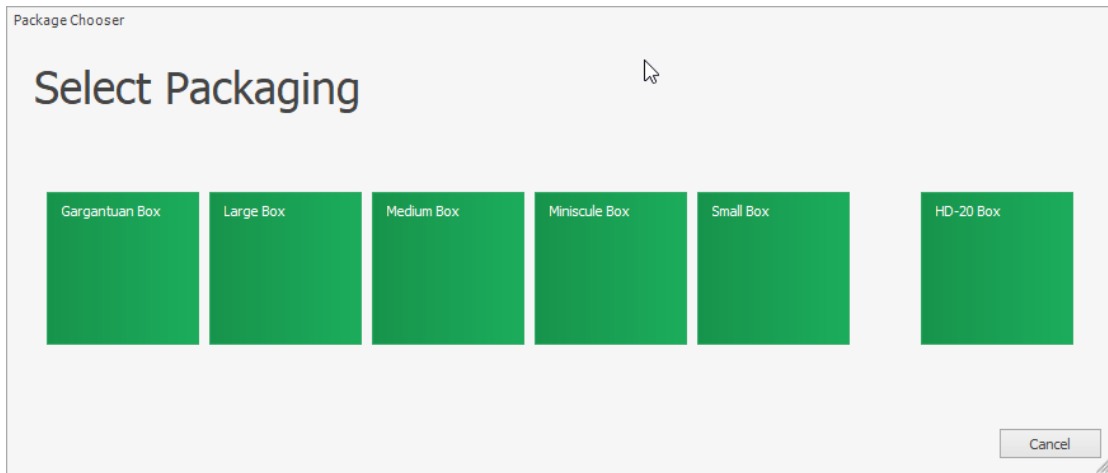 Package Chooser
Select Packaging
Gargantuan Box
Large Box
Medium Box
Miniscule Box
Small Box
HD-20 Box
Cancel